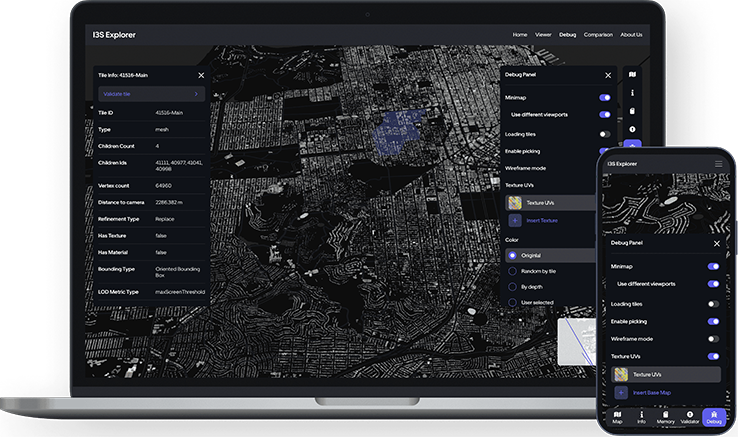 I3S Explorer
Home Viewer Debug Comparison About Us
Tile Info: 41516-Main
Validate tile
Tile ID 41516-Main
Type mesh
Children Count 4
Children Ids 41111, 40977, 41041,
40998
Vertex count 64960
Distance to camera 2266.382 m
Refinement Type Replace
Has Texture false
Has Material false
Bounding Type Oriented Bounding
Box
LOD Metric Type maxScreenThreshold
Debug Panel
Minimap
Use different viewports
Loading tiles
Enable picking
Wireframe mode
Texture UVs
Texture UVs
Insert Texture
Color
Origintal
Random by tile
By depth
User selected
I3S Explorer
Debug Panel
Minimap
Use different viewports
Loading tiles
Enable picking
Wireframe mode
Texture UVs
Texture UVs
Insert Base Map
Map Info Memory Validator Debug